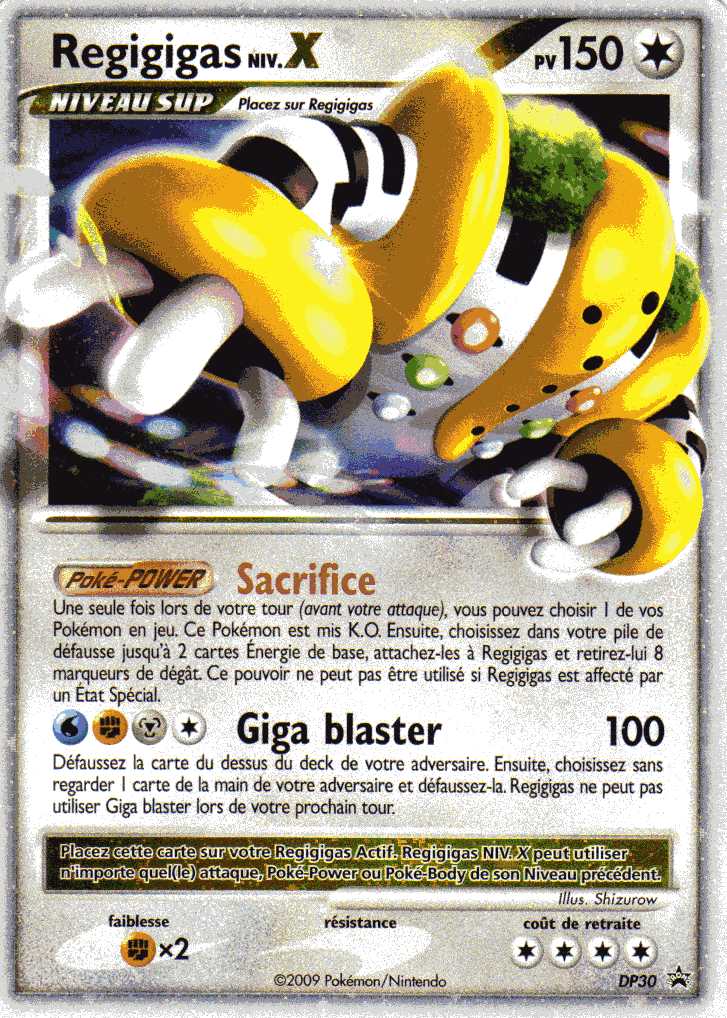 Regigigas NIV. X PV 150
NIVEAU SUP Placez sur Regigigas
Poké-POWER Sacrifice
Une seule fois lors de votre tour (avant votre attaque), vous pouvez choisir 1 de vos
Pokémon en jeu. Ce Pokémon est mis K.O. Ensuite, choisissez dans votre pile de
défausse jusqu'à 2 cartes Énergie de base, attachez-les à Regigigas et retirez-lui 8
marqueurs de dégât. Ce pouvoir ne peut pas être utilisé si Regigigas est affecté par
un État Spécial.
Giga blaster 100
Défaussez la carte du dessus du deck de votre adversaire. Ensuite, choisissez sans
regarder 1 carte de la main de votre adversaire et défaussez-la. Regigigas ne peut pas
utiliser Giga blaster lors de votre prochain tour.
Placez cette carte sur votre Regigigas Actif. Regigigas NIV. X peut utiliser
n'importe quel(le) attaque, Poké-Power ou Poké-Body de son Niveau précédent.
Illus. Shizurow
faiblesse résistance coût de retraite
×2
©2009 Pokémon/Nintendo DP30